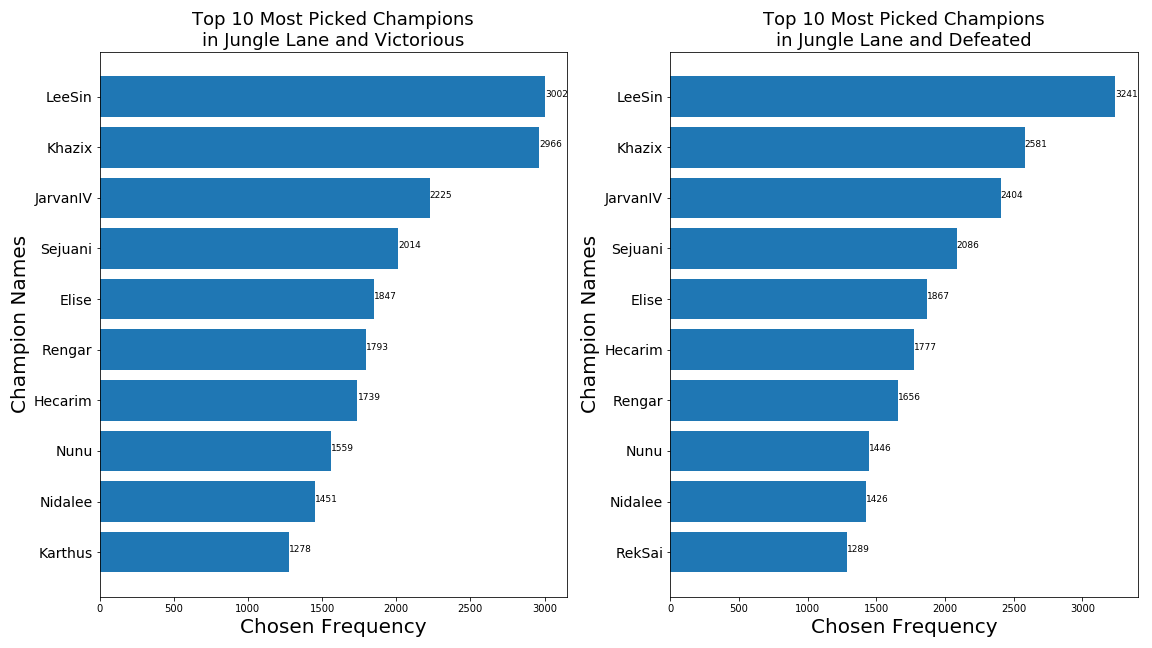 Top 10 Most Picked Champions
in Jungle Lane and Victorious
Champion Names
LeeSin
3002
Khazix
2966
JarvanIV
2225
Sejuani
2014
Elise
1847
Rengar
1793
Hecarim
1739
Nunu
1559
Nidalee
1451
Karthus
1278
0 500 1000 1500 2000 2500 3000
Chosen Frequency
Top 10 Most Picked Champions
in Jungle Lane and Defeated
Champion Names
LeeSin
3241
Khazix
2581
JarvanIV
2404
Sejuani
2086
Elise
1867
Hecarim
1777
Rengar
1656
Nunu
1446
Nidalee
1426
RekSai
1289
0 500 1000 1500 2000 2500 3000
Chosen Frequency